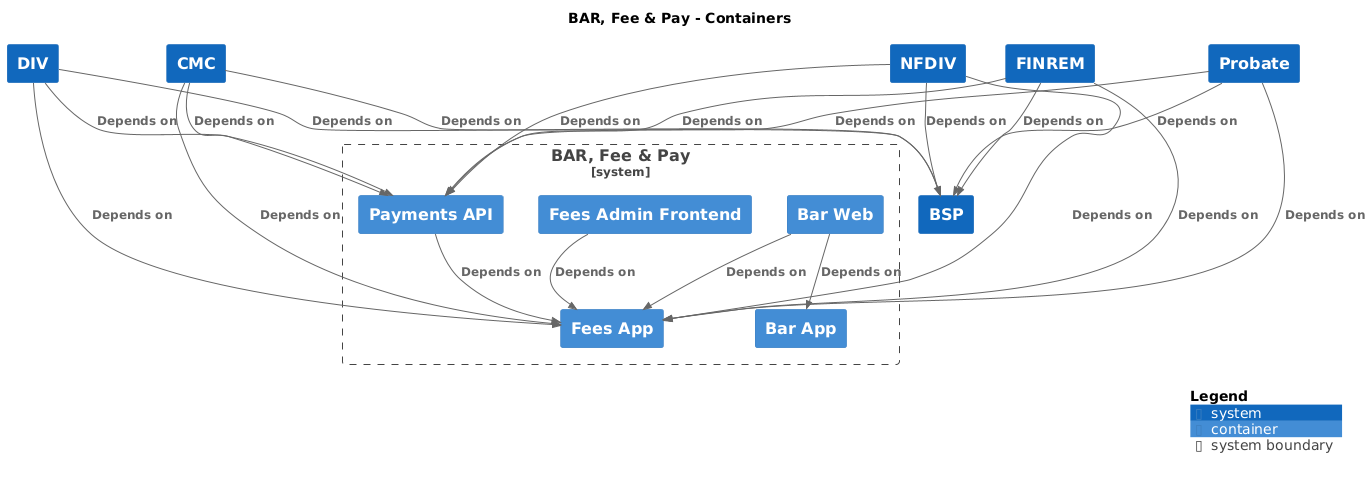 BAR, Fee & Pay - Containers
DIV
CMC
NFDIV
FINREM
Probate
Depends on
Depends on
Depends on
Depends on
Depends on
Depends on
Depends on
Depends on
Depends on
Depends on
BAR, Fee & Pay
[system]
Payments API
Fees Admin Frontend
Bar Web
BSP
Depends on
Depends on
Depends on
Depends on
Depends on
Depends on
Depends on
Depends on
Depends on
Fees App
Bar App
Legend
system
container
system boundary